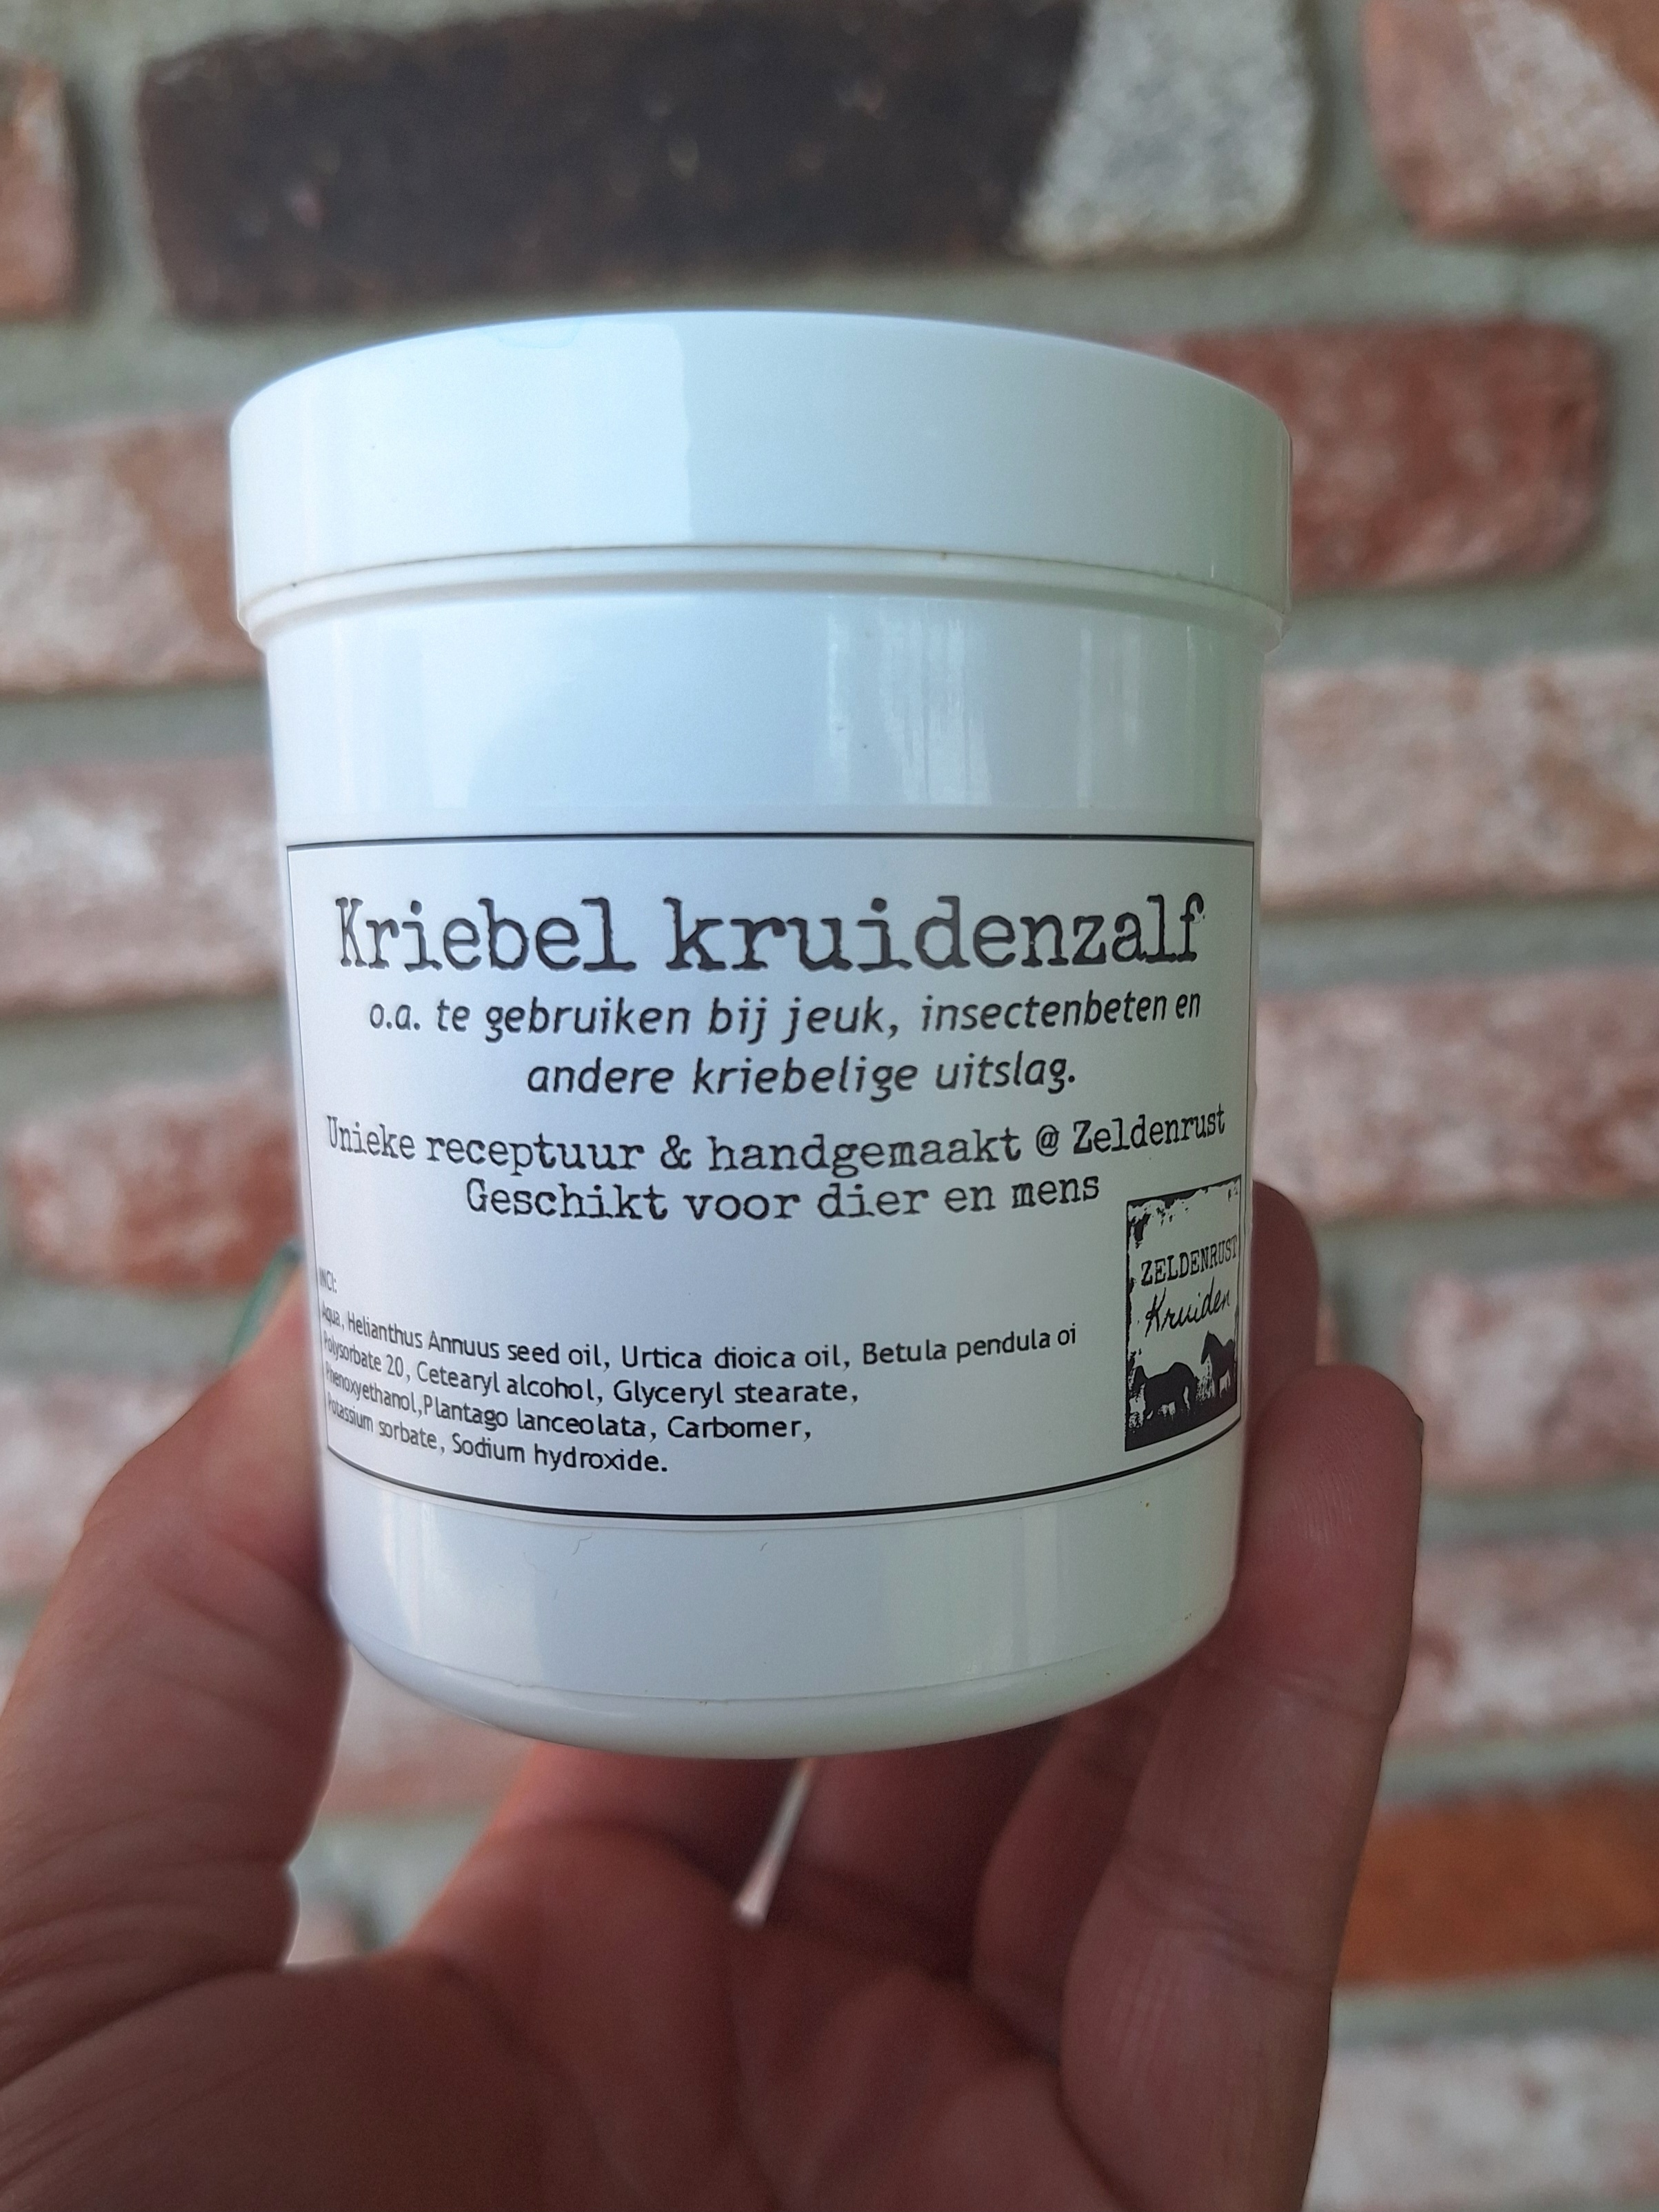 Kriebel kruidenzalf
o.a. te gebruiken bij jeuk, insectenbeten en
andere kriebelige uitslag.
Unieke receptuur & handgemaakt @ Zeldenrust
Geschikt voor dier en mens
ZELDENRUST
Kruiden
INCI:
Aqua, Helianthus Annuus seed oil, Urtica dioica oil, Betula pendula oi
Polysorbate 20, Cetearyl alcohol, Glyceryl stearate,
Phenoxyethanol,Plantago lanceolata, Carbomer,
Potassium sorbate, Sodium hydroxide.